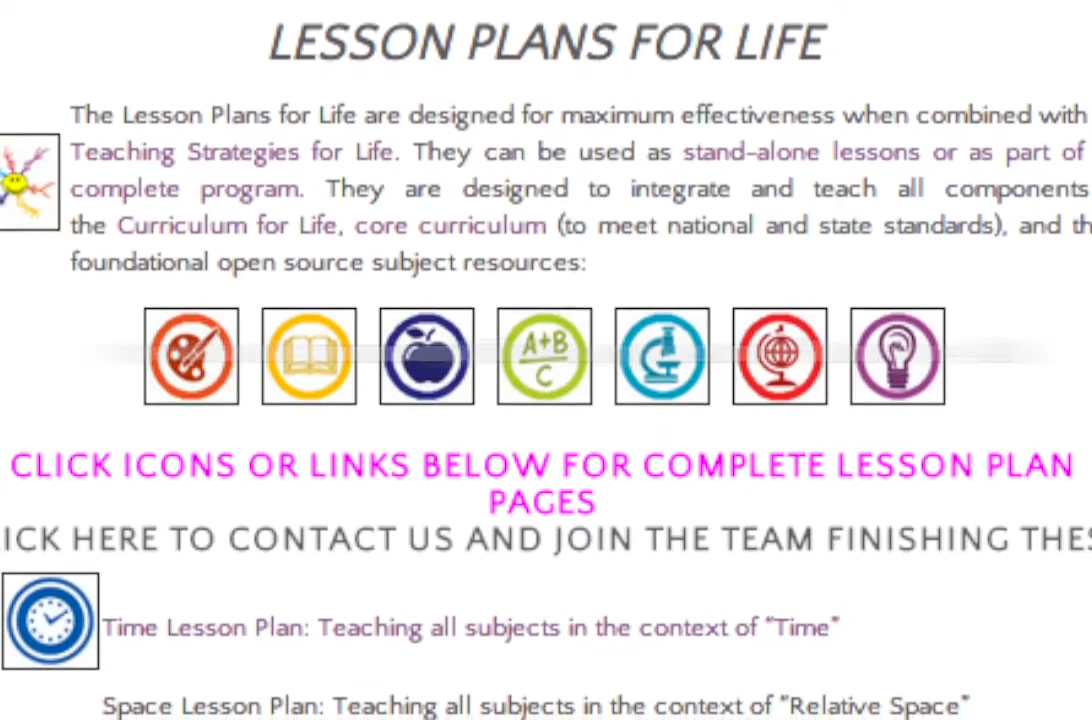 LESSON PLANS FOR LIFE
The Lesson Plans for Life are designed for maximum effectiveness when combined with
Teaching Strategies for Life. They can be used as stand-alone lessons or as part of
complete program. They are designed to integrate and teach all components
the Curriculum for Life, core curriculum (to meet national and state standards), and th
foundational open source subject resources:
A+B
C
CLICK ICONS OR LINKS BELOW FOR COMPLETE LESSON PLAN
PAGES
ICK HERE TO CONTACT US AND JOIN THE TEAM FINISHING THES
Time Lesson Plan: Teaching all subjects in the context of "Time"
Space Lesson Plan: Teaching all subjects in the context of "Relative Space"